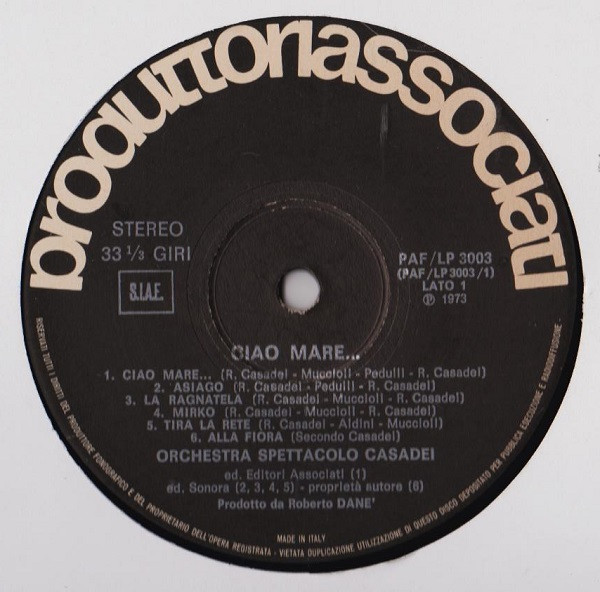 produttoriassociati
STEREO
33 1/3 GIRI
S.I.A.E.
PAF/LP 3003
(PAF/LP3003/1)
LATO 1
℗ 1973
CIAO MARE...
1. CIAO MARE... (R. Casadei - Muccioli - Pedulli - R. Casadei)
2. ASIAGO (R. Casadei - Pedulli - R. Casadei)
3. LA RAGNATELA (R. Casadei - Muccioli - R. Casadei)
4. MIRKO (R. Casadei - Muccioli - R. Casadei)
5. TIRA LA RETE (R. Casadei - Aldini - Muccioli)
6. ALLA FIORA (Secondo Casadei)
ORCHESTRA SPETTACOLO CASADEI
ed. Editori Associati (1)
ed. Sonora (2, 3, 4, 5) - proprietà autore (6)
Prodotto da Roberto DANE'
MADE IN ITALY
RISERVATI TUTTI I DIRITTI DEL PRODUTTORE FONOGRAFICO E DEL PROPRIETARIO DELL'OPERA REGISTRATA - VIETATA DUPLICAZIONE UTILIZZAZIONE DI QUESTO DISCO DEPOSITATO PER PUBBLICA ESECUZIONE E RADIODIFFUSIONE -